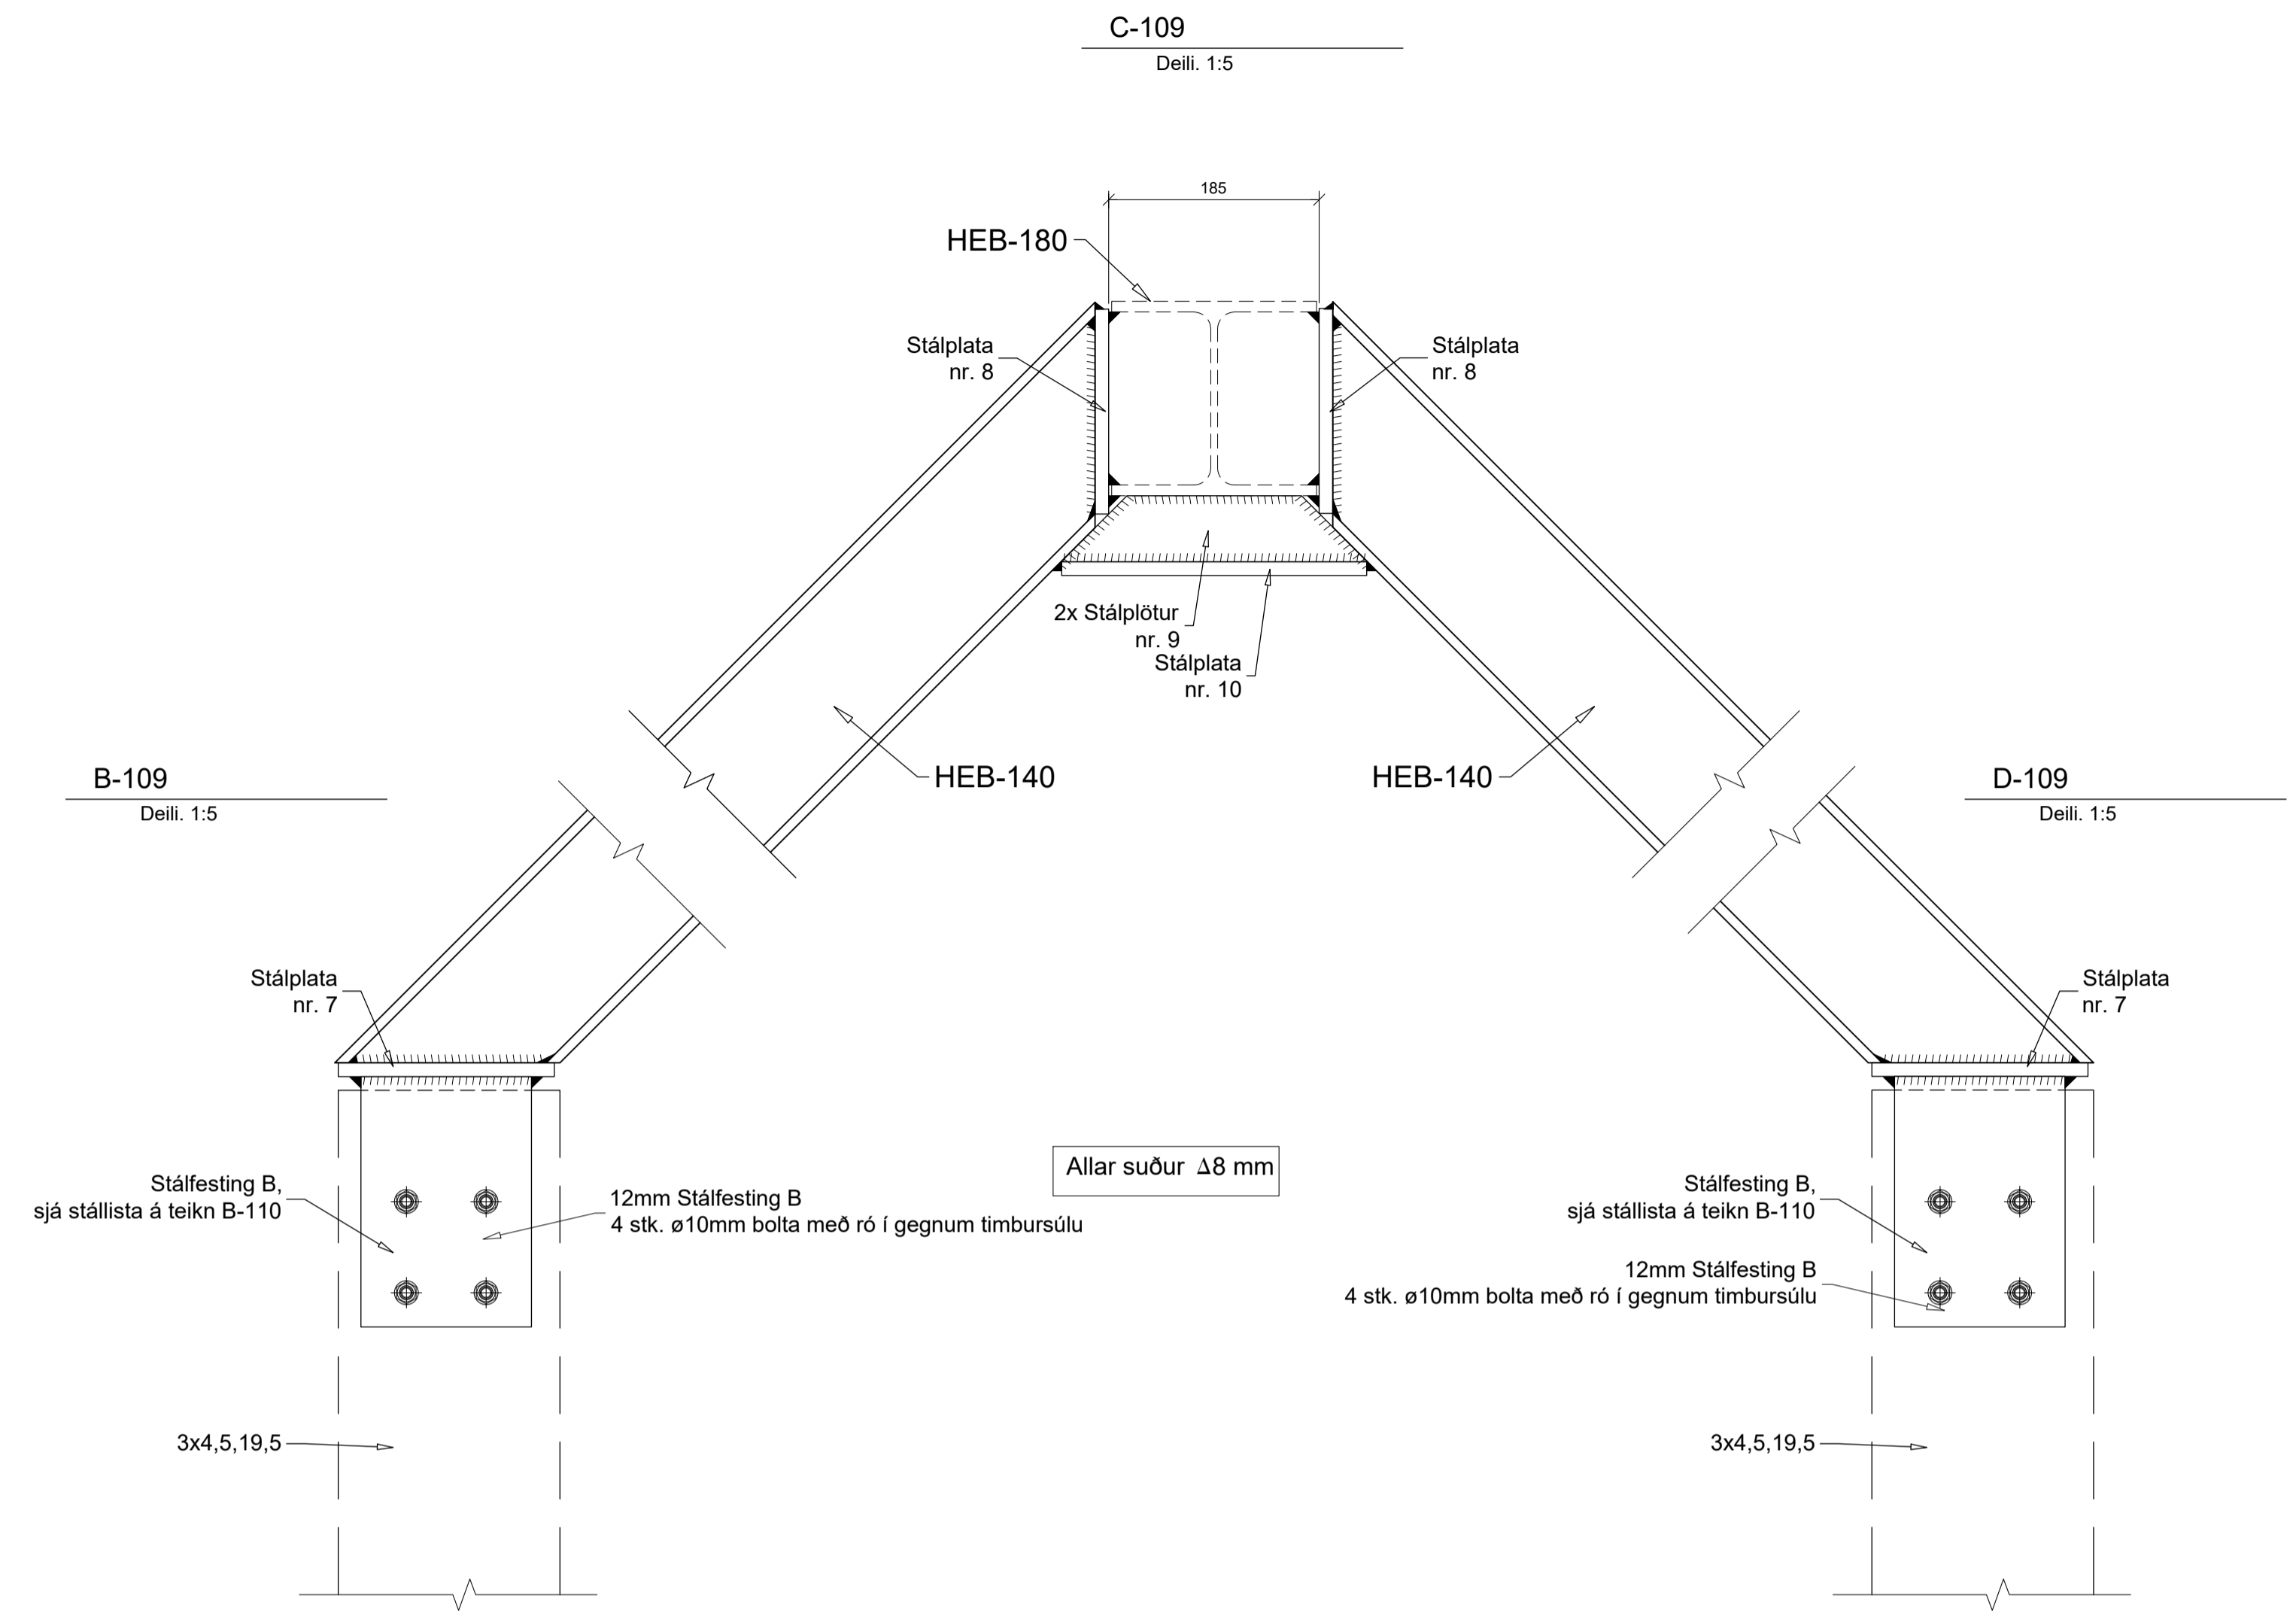 C-109
Deili. 1:5
185
HEB-180
Stálplata
nr. 8
Stálplata
nr. 8
2x Stálplötur
nr. 9
Stálplata
nr. 10
HEB-140
HEB-140
B-109
Deili. 1:5
D-109
Deili. 1:5
Stálplata
nr. 7
Stálplata
nr. 7
Allar suður Δ8 mm
Stálfesting B,
sjá stállista á teikn B-110
12mm Stálfesting B
4 stk. ø10mm bolta með ró í gegnum timbursúlu
Stálfesting B,
sjá stállista á teikn B-110
12mm Stálfesting B
4 stk. ø10mm bolta með ró í gegnum timbursúlu
3x4,5,19,5
3x4,5,19,5